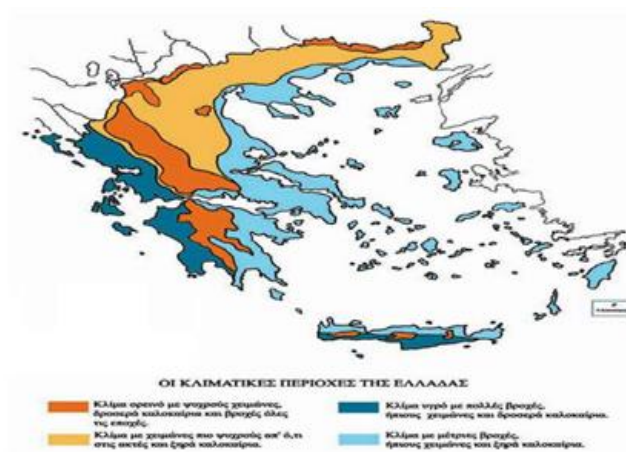 ΟΙ ΚΛΙΜΑΤΙΚΕΣ ΠΕΡΙΟΧΕΣ ΤΗΣ ΕΛΛΑΔΑΣ
Κλίμα ορεινό με ψυχρούς χειμώνες,
δροσερά καλοκαίρια και βροχές όλες
τις εποχές.
Κλίμα με χειμώνες πιο ψυχρούς απ' ό,τι
στις ακτές και ξηρά καλοκαίρια.
Κλίμα υγρό με πολλές βροχές,
ήπιους χειμώνες και δροσερά καλοκαίρια.
Κλίμα με μέτριες βροχές,
ήπιους χειμώνες και ξηρά καλοκαίρια.